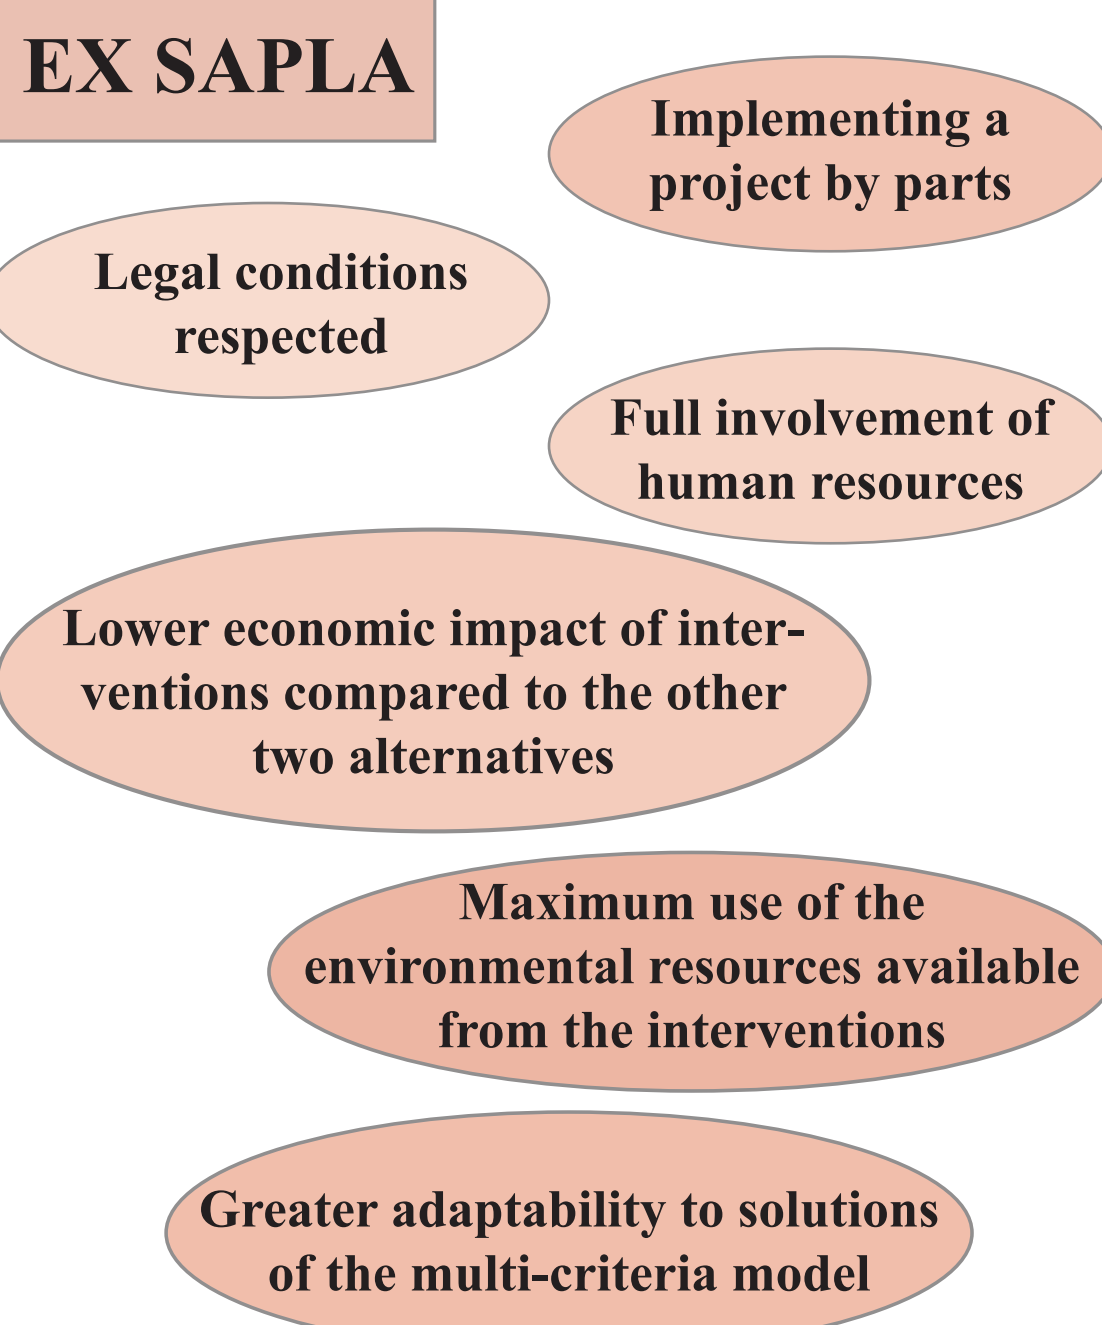 EX SAPLA
Implementing a
project by parts
Legal conditions
respected
Full involvement of
human resources
Lower economic impact of inter-
ventions compared to the other
two alternatives
Maximum use of the
environmental resources available
from the interventions
Greater adaptability to solutions
of the multi-criteria model